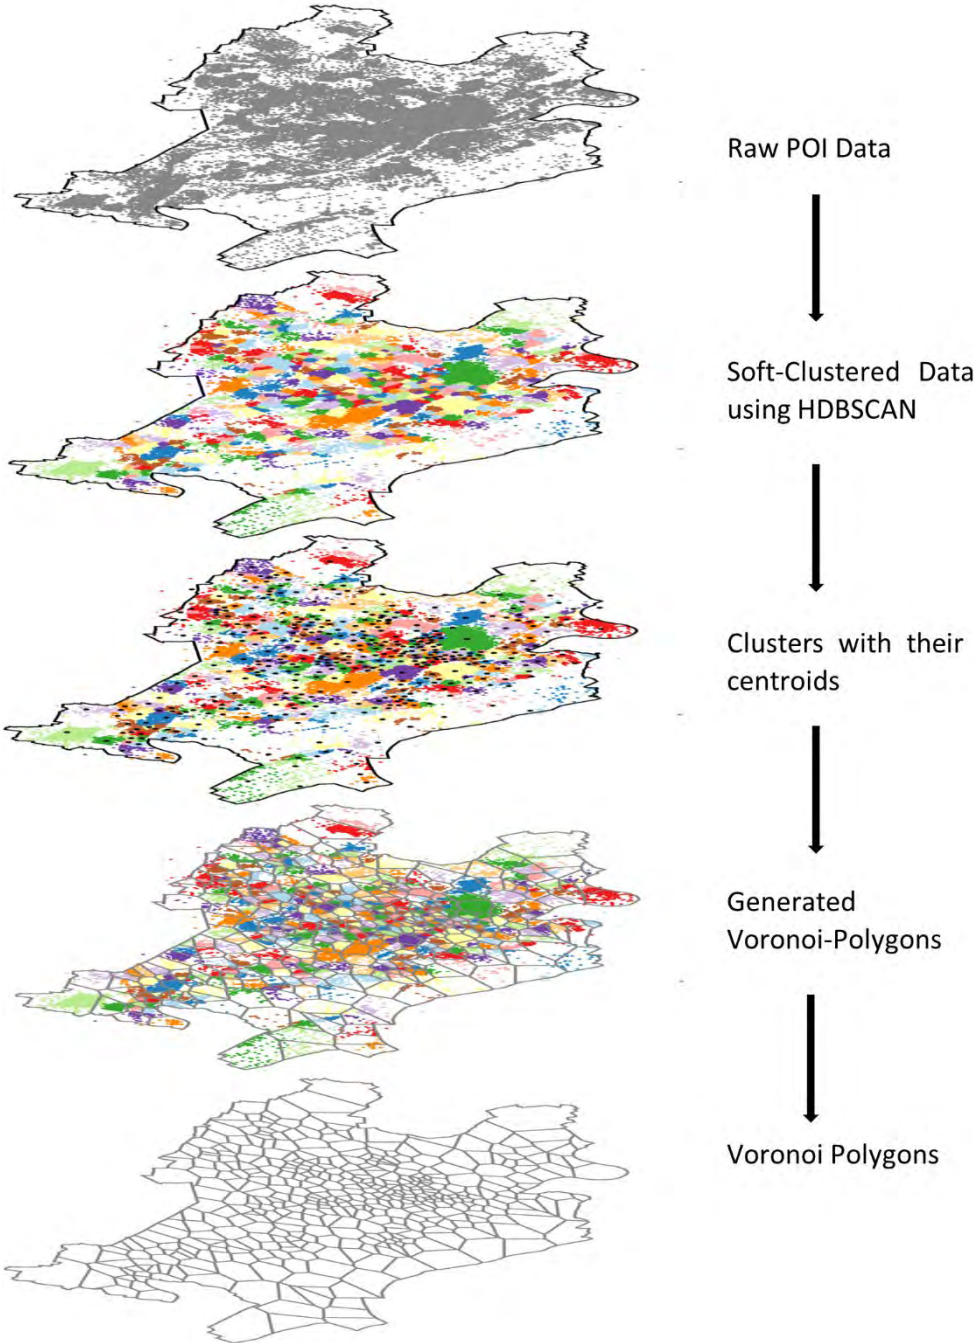 Raw POI Data
Soft-Clustered Data
using HDBSCAN
Clusters with their
centroids
Generated
Voronoi-Polygons
Voronoi Polygons